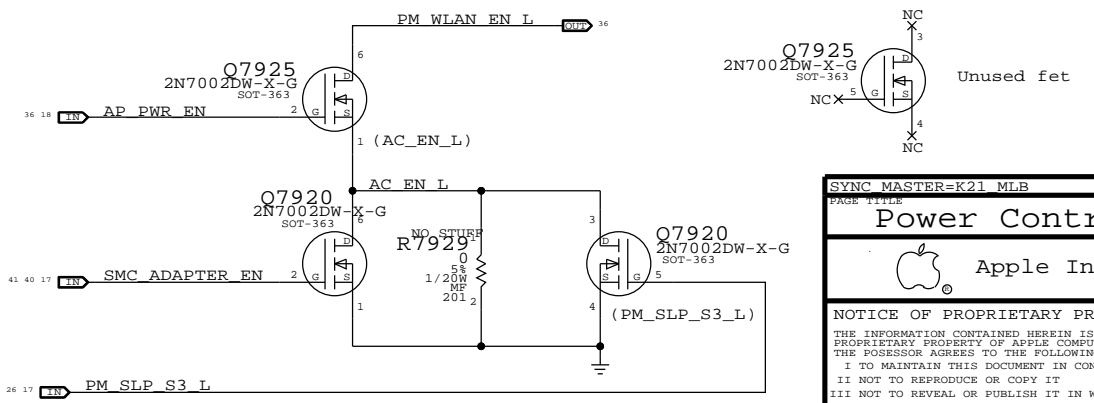 PM_WLAN_EN_L
OUT 36
6
Q7925
2N7002DW-X-G
SOT-363
D
36 18 IN AP_PWR_EN
2 G S
1 (AC_EN_L)
NC
3
Q7925
2N7002DW-X-G
SOT-363
D
Unused fet
NC 5 G S
4
NC
AC_EN_L
Q7920
2N7002DW-X-G
SOT-363
6
D
41 40 17 IN SMC_ADAPTER_EN
2 G S
1
NO STUFF
R7929
1
0
5%
1/20W
MF
201
2
3
Q7920
2N7002DW-X-G
SOT-363
D
S G 5
4
(PM_SLP_S3_L)
26 17 IN PM_SLP_S3_L
SYNC_MASTER=K21_MLB
PAGE TITLE
Power Contr
Apple In
R
NOTICE OF PROPRIETARY PR
THE INFORMATION CONTAINED HEREIN IS
PROPRIETARY PROPERTY OF APPLE COMPU
THE POSESSOR AGREES TO THE FOLLOWIN
I TO MAINTAIN THIS DOCUMENT IN CON
II NOT TO REPRODUCE OR COPY IT
III NOT TO REVEAL OR PUBLISH IT IN W